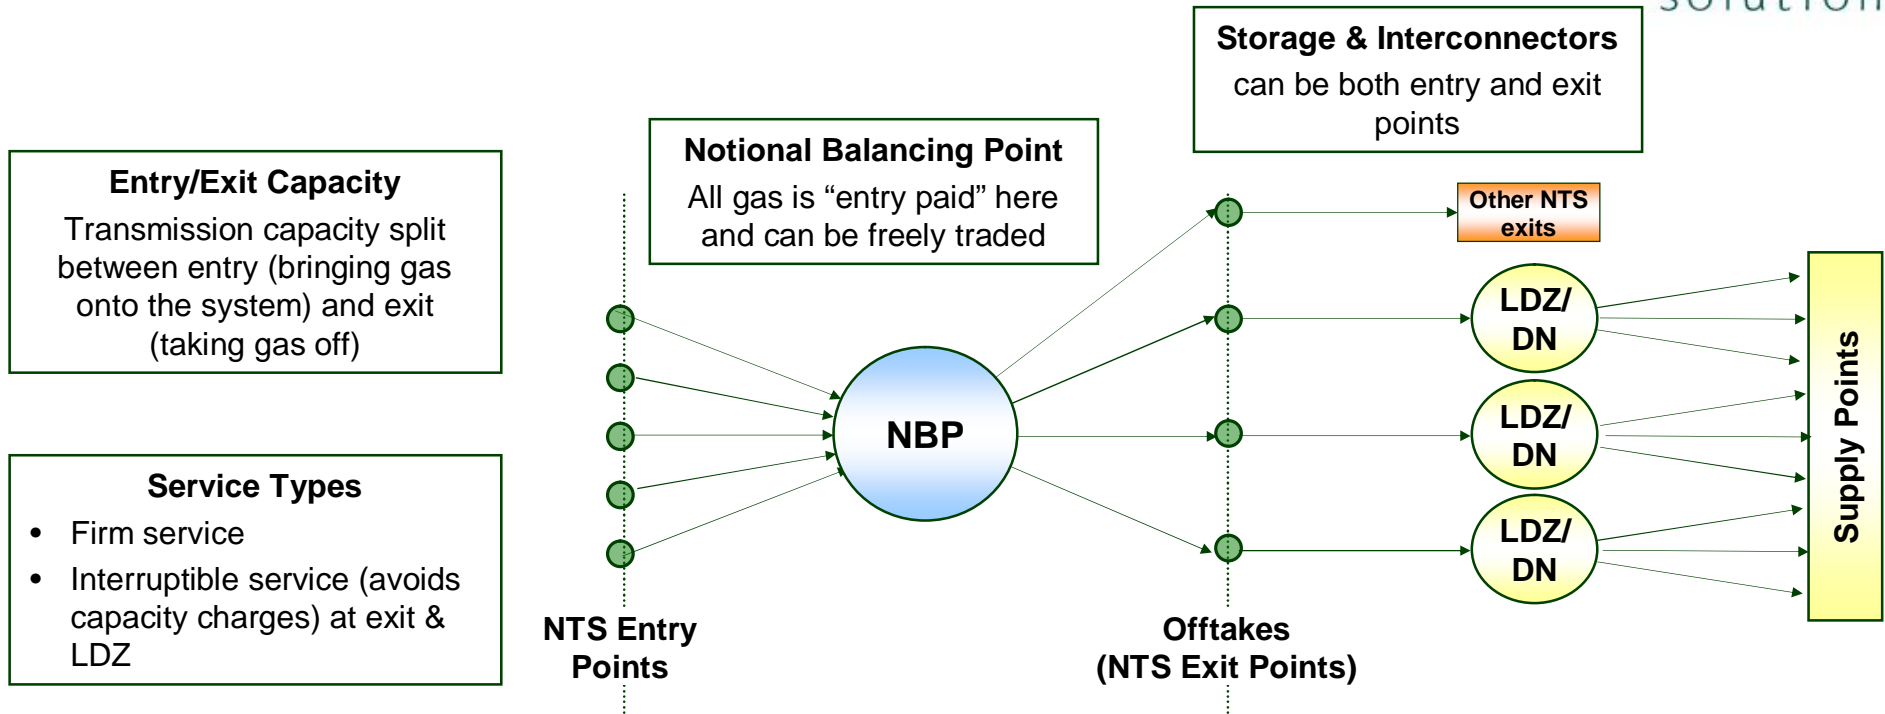 solution
Storage & Interconnectors
can be both entry and exit
points
Notional Balancing Point
All gas is “entry paid” here
and can be freely traded
Entry/Exit Capacity
Transmission capacity split
between entry (bringing gas
onto the system) and exit
(taking gas off)
Service Types
• Firm service
• Interruptible service (avoids
capacity charges) at exit &
LDZ
NTS Entry
Points
NBP
Offtakes
(NTS Exit Points)
Other NTS
exits
LDZ/
DN
LDZ/
DN
LDZ/
DN
Supply Points